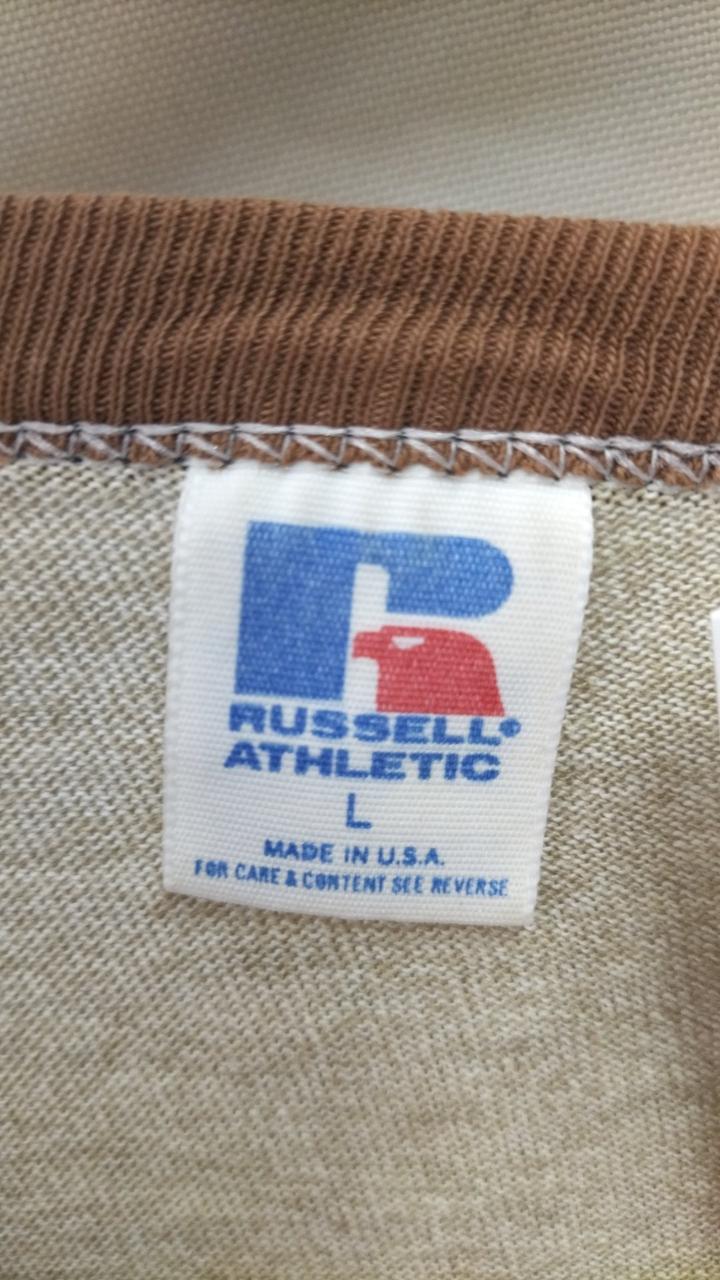 RUSSELL®
ATHLETIC
L
MADE IN U.S.A.
FOR CARE & CONTENT SEE REVERSE